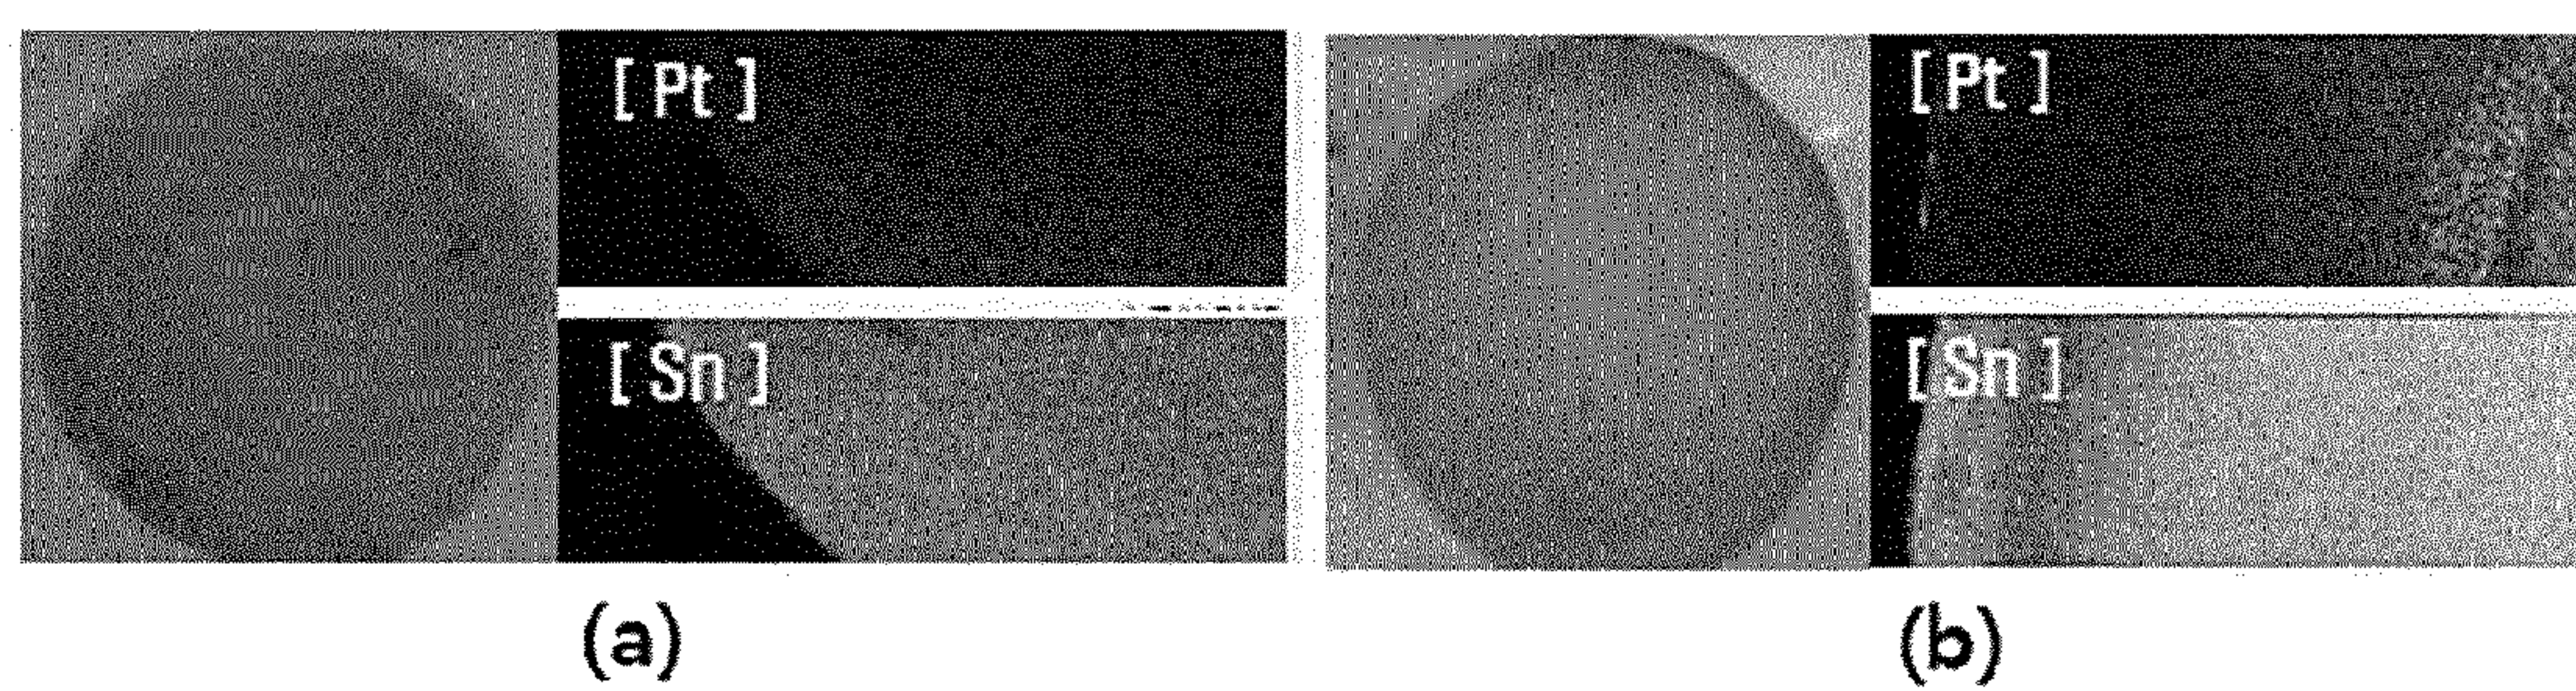 [ Pt ]
[ Sn ]
(a)
[ Pt ]
[ Sn ]
(b)